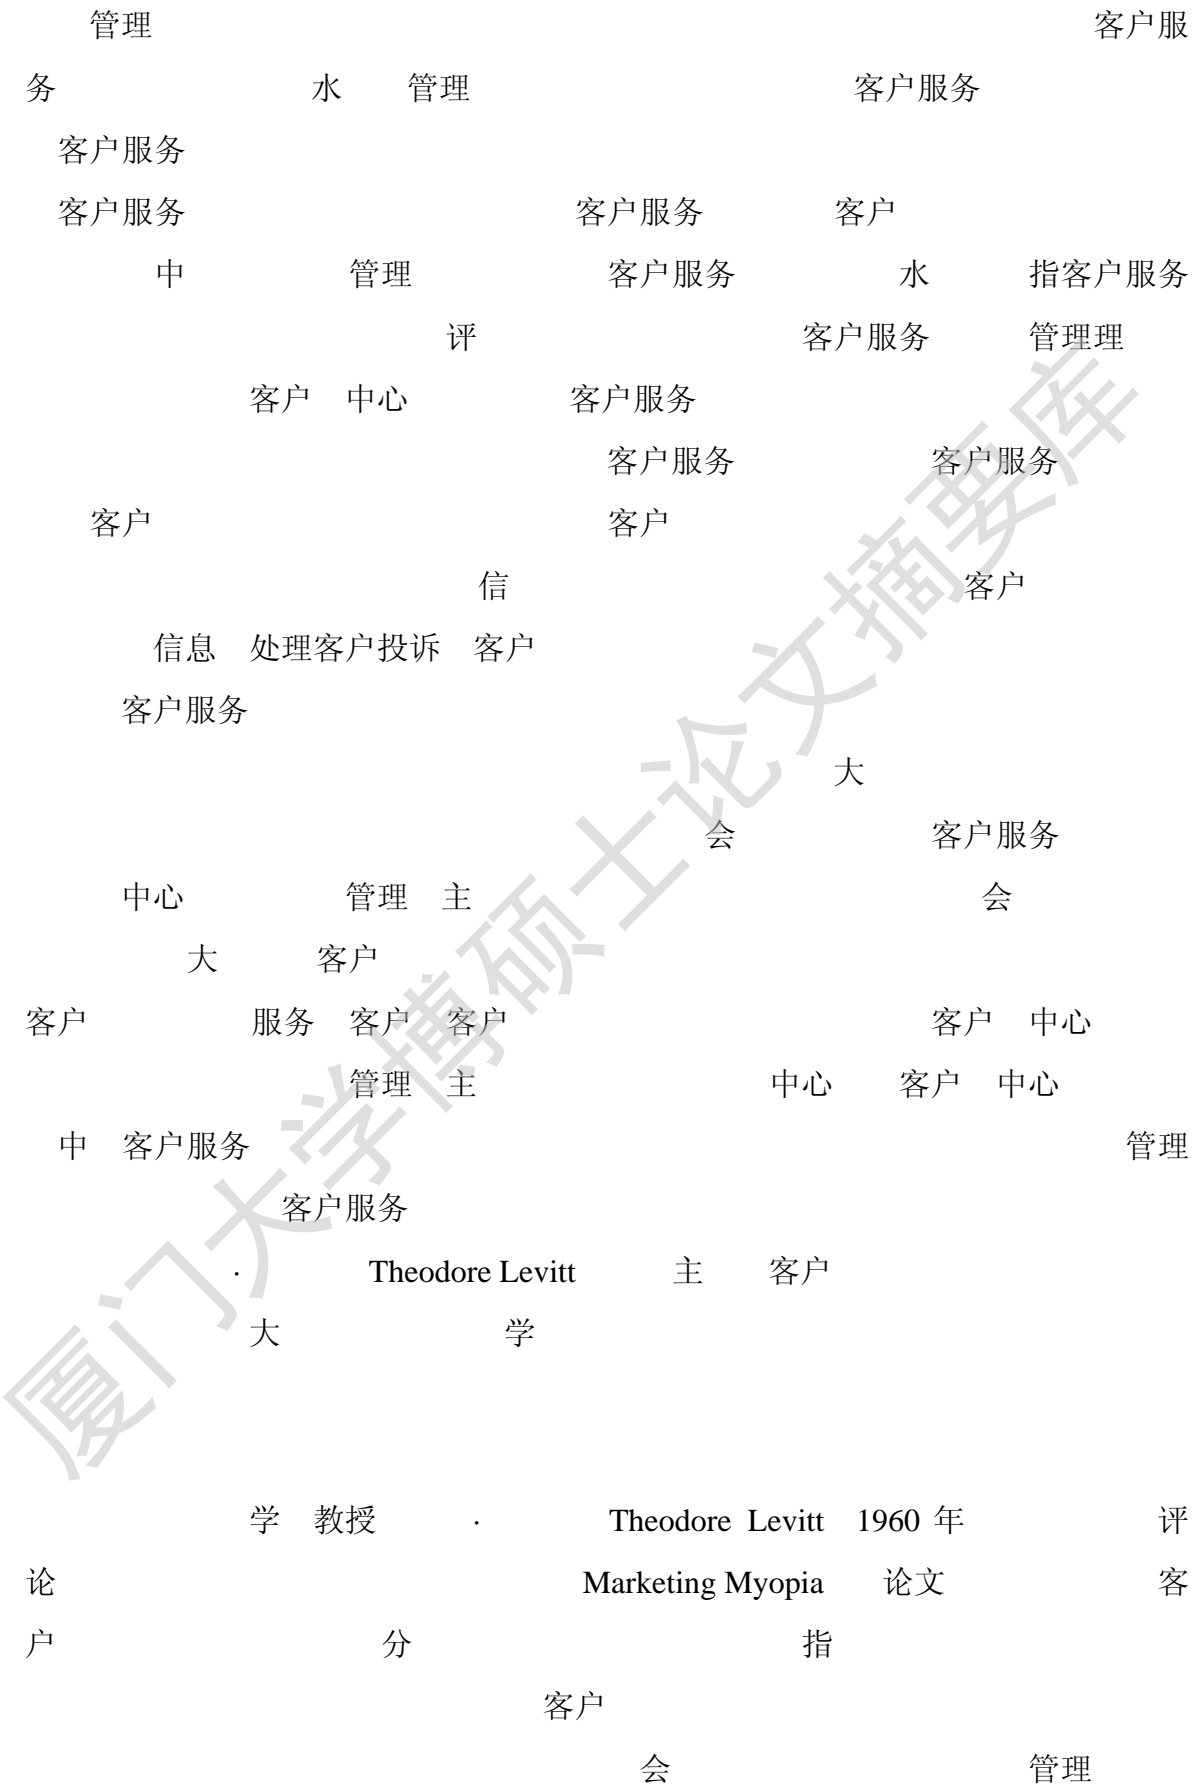 管理 客户服
务 水 管理 客户服务
客户服务
客户服务 客户服务 客户
中 管理 客户服务 水 指客户服务
评 客户服务 管理理
客户 中心 客户服务
客户服务 客户服务
客户 客户
信 客户
信息 处理客户投诉 客户
客户服务
大
会 客户服务
中心 管理 主 会
大 客户
客户 服务 客户 客户 客户 中心
管理 主 中心 客户 中心
中 客户服务 管理
客户服务
· Theodore Levitt 主 客户
大 学
学 教授 · Theodore Levitt 1960 年 评
论 Marketing Myopia 论文 客
户 分 指
客户
会 管理
厦门大学博硕士论文摘要库